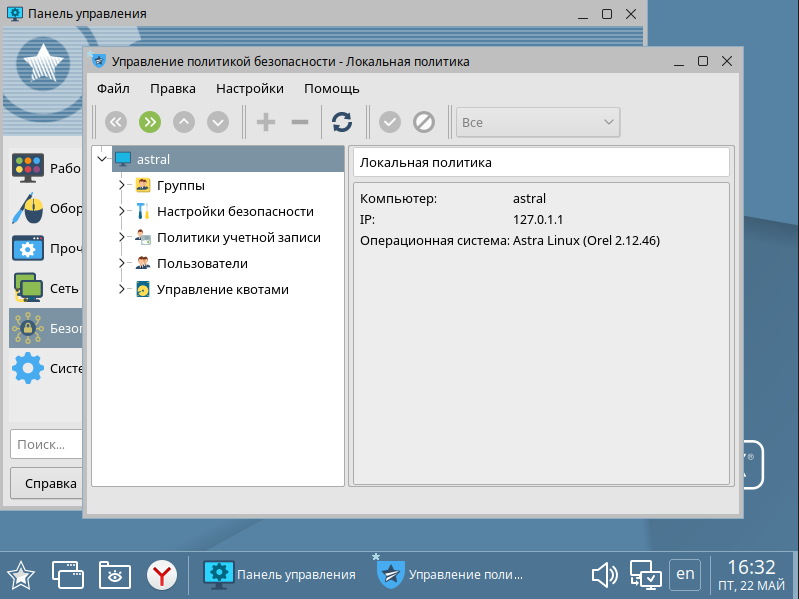 Панель управления
Управление политикой безопасности - Локальная политика
Файл Правка Настройки Помощь
Все
astral
Группы
Настройки безопасности
Политики учетной записи
Пользователи
Управление квотами
Локальная политика
Компьютер: astral
IP: 127.0.1.1
Операционная система: Astra Linux (Orel 2.12.46)
Рабо
Обор
Проч
Сеть
Безоп
Систе
Поиск...
Справка
Панель управления
Управление поли...
en
16:32
ПТ, 22 МАЙ